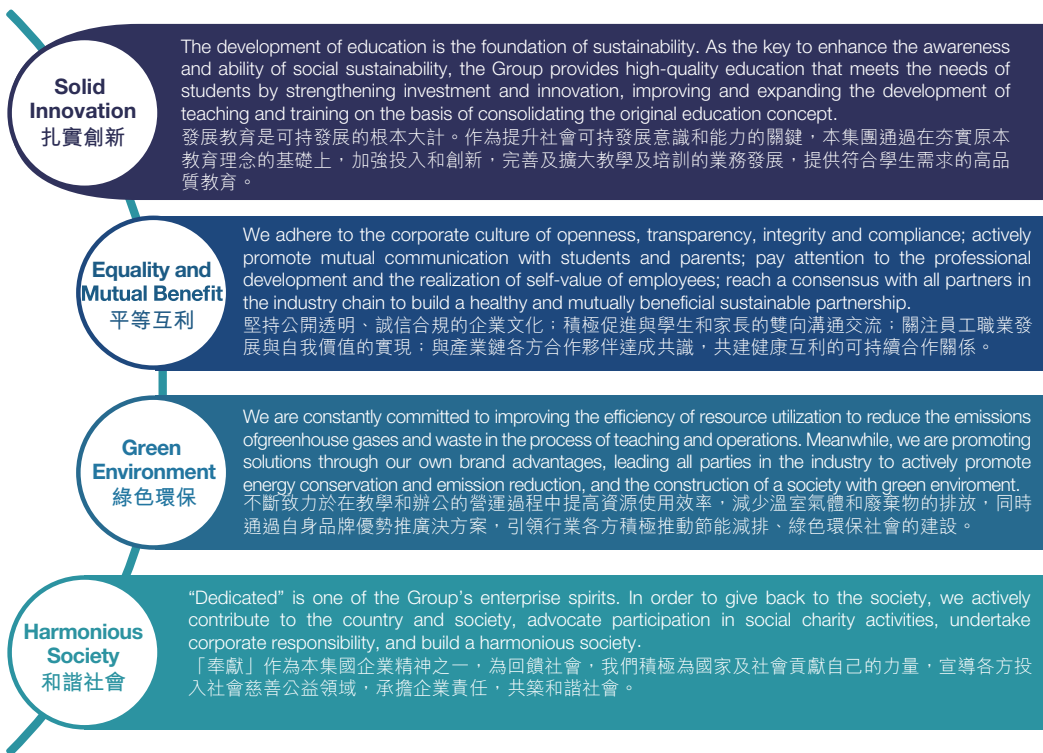 Solid
Innovation
扎實創新
The development of education is the foundation of sustainability. As the key to enhance the awareness
and ability of social sustainability, the Group provides high-quality education that meets the needs of
students by strengthening investment and innovation, improving and expanding the development of
teaching and training on the basis of consolidating the original education concept.
發展教育是可持發展的根本大計。作為提升社會可持發展意識和能力的關鍵，本集團通過在夯實原本
教育理念的基礎上，加強投入和創新，完善及擴大教學及培訓的業務發展，提供符合學生需求的高品
質教育。
Equality and
Mutual Benefit
平等互利
We adhere to the corporate culture of openness, transparency, integrity and compliance; actively
promote mutual communication with students and parents; pay attention to the professional
development and the realization of self-value of employees; reach a consensus with all partners in
the industry chain to build a healthy and mutually beneficial sustainable partnership.
堅持公開透明、誠信合規的企業文化；積極促進與學生和家長的雙向溝通交流；關注員工職業發
展與自我價值的實現；與產業鏈各方合作夥伴達成共識，共建健康互利的可持續合作關係。
Green
Environment
綠色環保
We are constantly committed to improving the efficiency of resource utilization to reduce the emissions
ofgreenhouse gases and waste in the process of teaching and operations. Meanwhile, we are promoting
solutions through our own brand advantages, leading all parties in the industry to actively promote
energy conservation and emission reduction, and the construction of a society with green enviroment.
不斷致力於在教學和辦公的營運過程中提高資源使用效率，減少溫室氣體和廢棄物的排放，同時
通過自身品牌優勢推廣決方案，引領行業各方積極推動節能減排、綠色環保社會的建設。
Harmonious
Society
和諧社會
“Dedicated” is one of the Group’s enterprise spirits. In order to give back to the society, we actively
contribute to the country and society, advocate participation in social charity activities, undertake
corporate responsibility, and build a harmonious society.
「奉獻」作為本集國企業精神之一，為回饋社會，我們積極為國家及社會貢獻自己的力量，宣導各方投
入社會慈善公益領域，承擔企業責任，共築和諧社會。